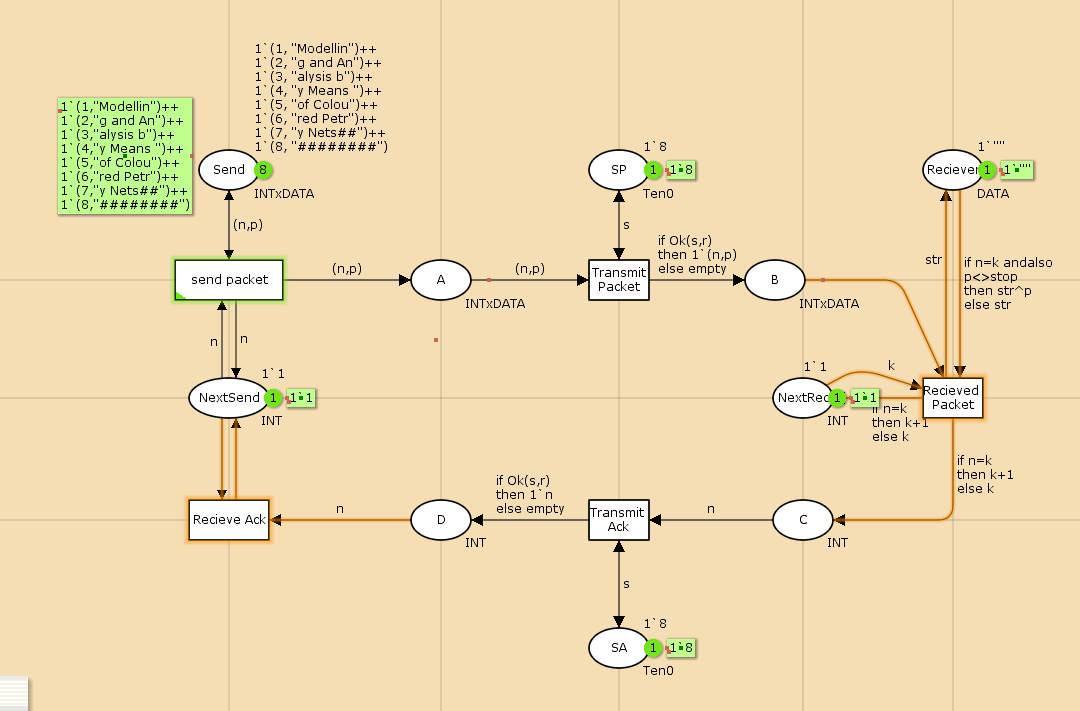 1`(1, "Modellin")++
1`(2, "g and An")++
1`(3, "alysis b")++
1`(4, "y Means ")++
1`(5, "of Colou")++
1`(6, "red Petr")++
1`(7, "y Nets##")++
1`(8, "########")
1`(1,"Modellin")++
1`(2,"g and An")++
1`(3,"alysis b")++
1`(4,"y Means ")++
1`(5,"of Colou")++
1`(6,"red Petr")++
1`(7,"y Nets##")++
1`(8,"########")
Send
8
INTxDATA
1`8
SP
1
1`8
Ten0
1`""
Reciever
1
1`""
DATA
(n,p)
s
if Ok(s,r)
then 1`(n,p)
else empty
str
if n=k andalso
p<>stop
then str^p
else str
send packet
(n,p)
A
INTxDATA
(n,p)
Transmit
Packet
B
INTxDATA
n
n
1`1
NextSend
1
1`1
INT
1`1
NextRec
1
1`1
INT
k
if n=k
then k+1
else k
Recieved
Packet
if n=k
then k+1
else k
if Ok(s,r)
then 1`n
else empty
Recieve Ack
n
D
INT
Transmit
Ack
n
C
INT
s
1`8
SA
1
1`8
Ten0